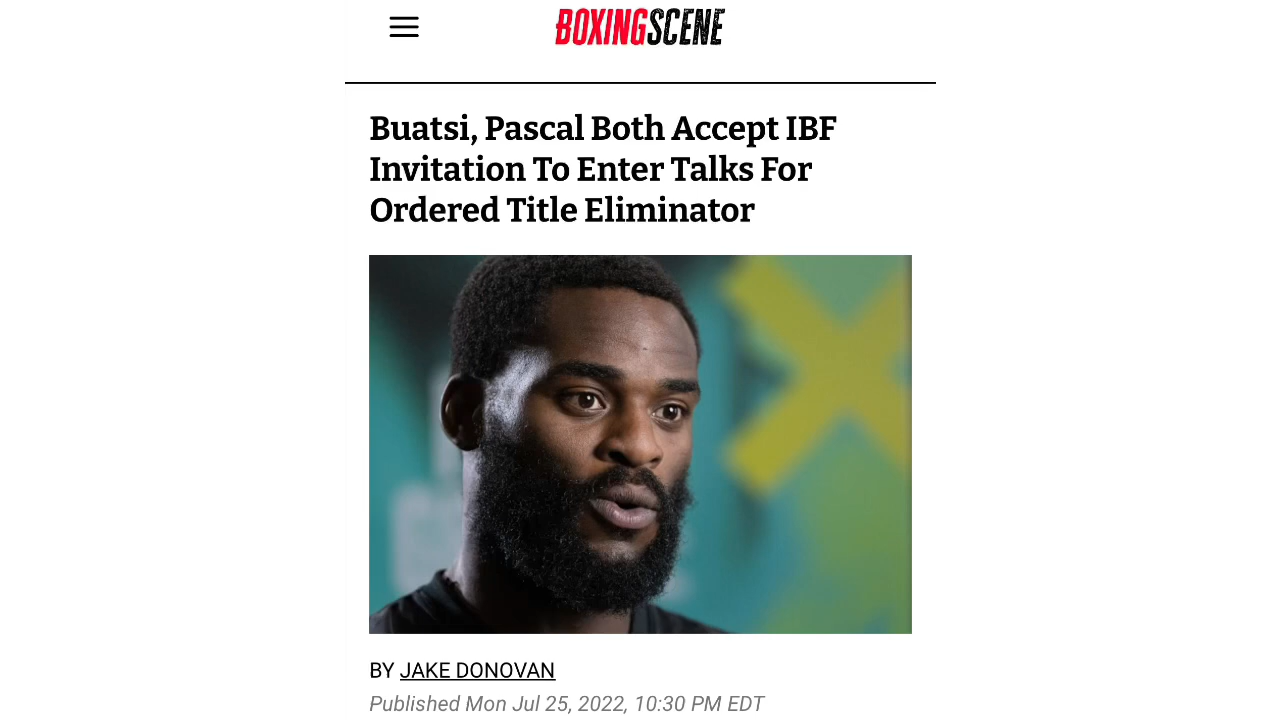 BOXINGSCENE
Buatsi, Pascal Both Accept IBF
Invitation To Enter Talks For
Ordered Title Eliminator
BY JAKE DONOVAN
Published Mon Jul 25, 2022, 10:30 PM EDT